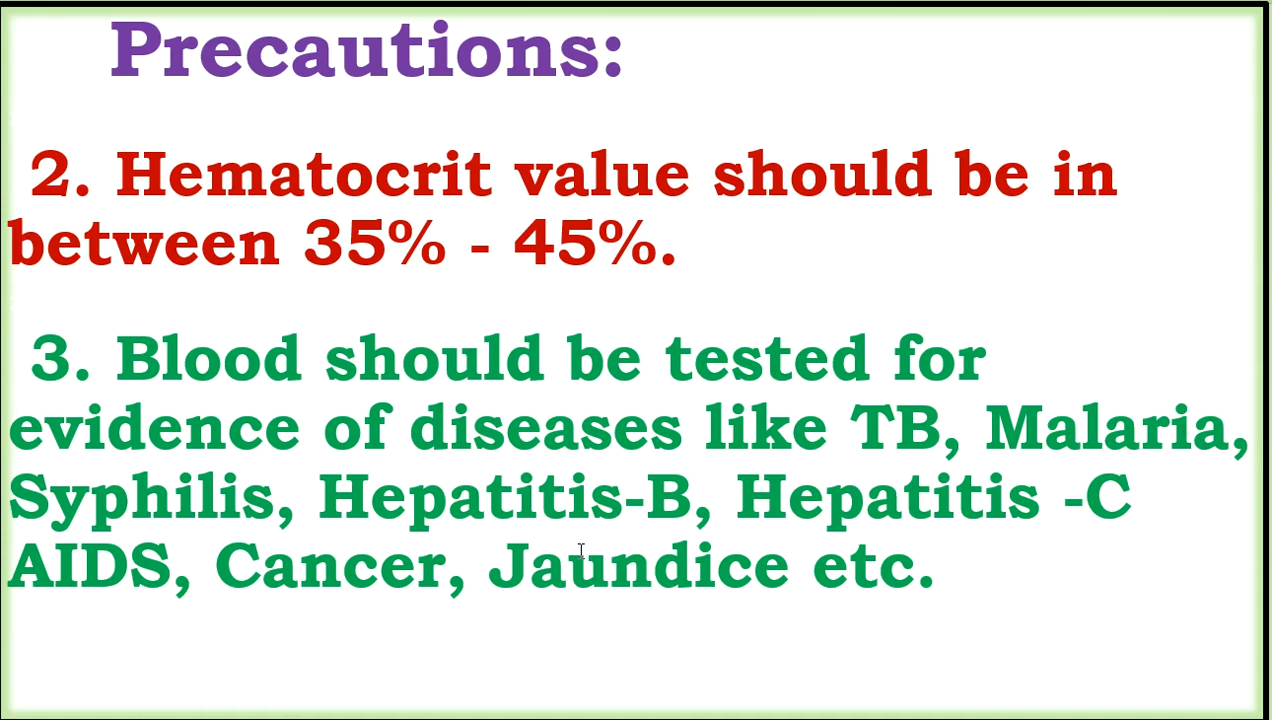 Precautions:
2. Hematocrit value should be in
between 35% - 45%.
3. Blood should be tested for
evidence of diseases like TB, Malaria,
Syphilis, Hepatitis-B, Hepatitis -C
AIDS, Cancer, Jaundice etc.